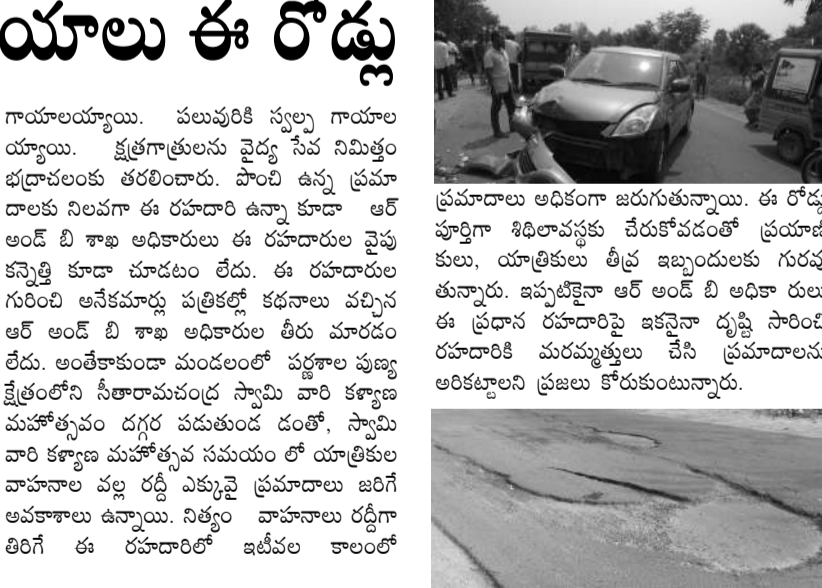 యాలు ఈ రోడ్లు
గాయాలయ్యాయి. పలువురికి స్వల్ప గాయాల
య్యాయి. క్షతగాత్రులను వైద్య సేవ నిమిత్తం
భద్రాచలంకు తరలించారు. పొంచి ఉన్న ప్రమా
దాలకు నిలవగా ఈ రహదారి ఉన్నా కూడా ఆర్
అండ్ బి శాఖ అధికారులు ఈ రహదారుల వైపు
కన్నెత్తి కూడా చూడటం లేదు. ఈ రహదారుల
గురించి అనేకమార్లు పత్రికల్లో కథనాలు వచ్చిన
ఆర్ అండ్ బి శాఖ అధికారుల తీరు మారడం
లేదు. అంతేకాకుండా మండలంలో పర్ణశాల పుణ్య
క్షేత్రంలోని సీతారామచంద్ర స్వామి వారి కళ్యాణ
మహోత్సవం దగ్గర పడుతుండ డంతో, స్వామి
వారి కళ్యాణ మహోత్సవ సమయం లో యాత్రికుల
వాహనాల వల్ల రద్దీ ఎక్కువై ప్రమాదాలు జరిగే
అవకాశాలు ఉన్నాయి. నిత్యం వాహనాలు రద్దీగా
తిరిగే ఈ రహదారిలో ఇటీవల కాలంలో
ప్రమాదాలు అధికంగా జరుగుతున్నాయి. ఈ రోడ్డు
పూర్తిగా శిథిలావస్థకు చేరుకోవడంతో ప్రయాణి
కులు, యాత్రికులు తీవ్ర ఇబ్బందులకు గురవు
తున్నారు. ఇప్పటికైనా ఆర్ అండ్ బి అధికా రులు
ఈ ప్రధాన రహదారిపై ఇకనైనా దృష్టి సారించి
రహదారికి మరమ్మత్తులు చేసి ప్రమాదాలను
అరికట్టాలని ప్రజలు కోరుకుంటున్నారు.